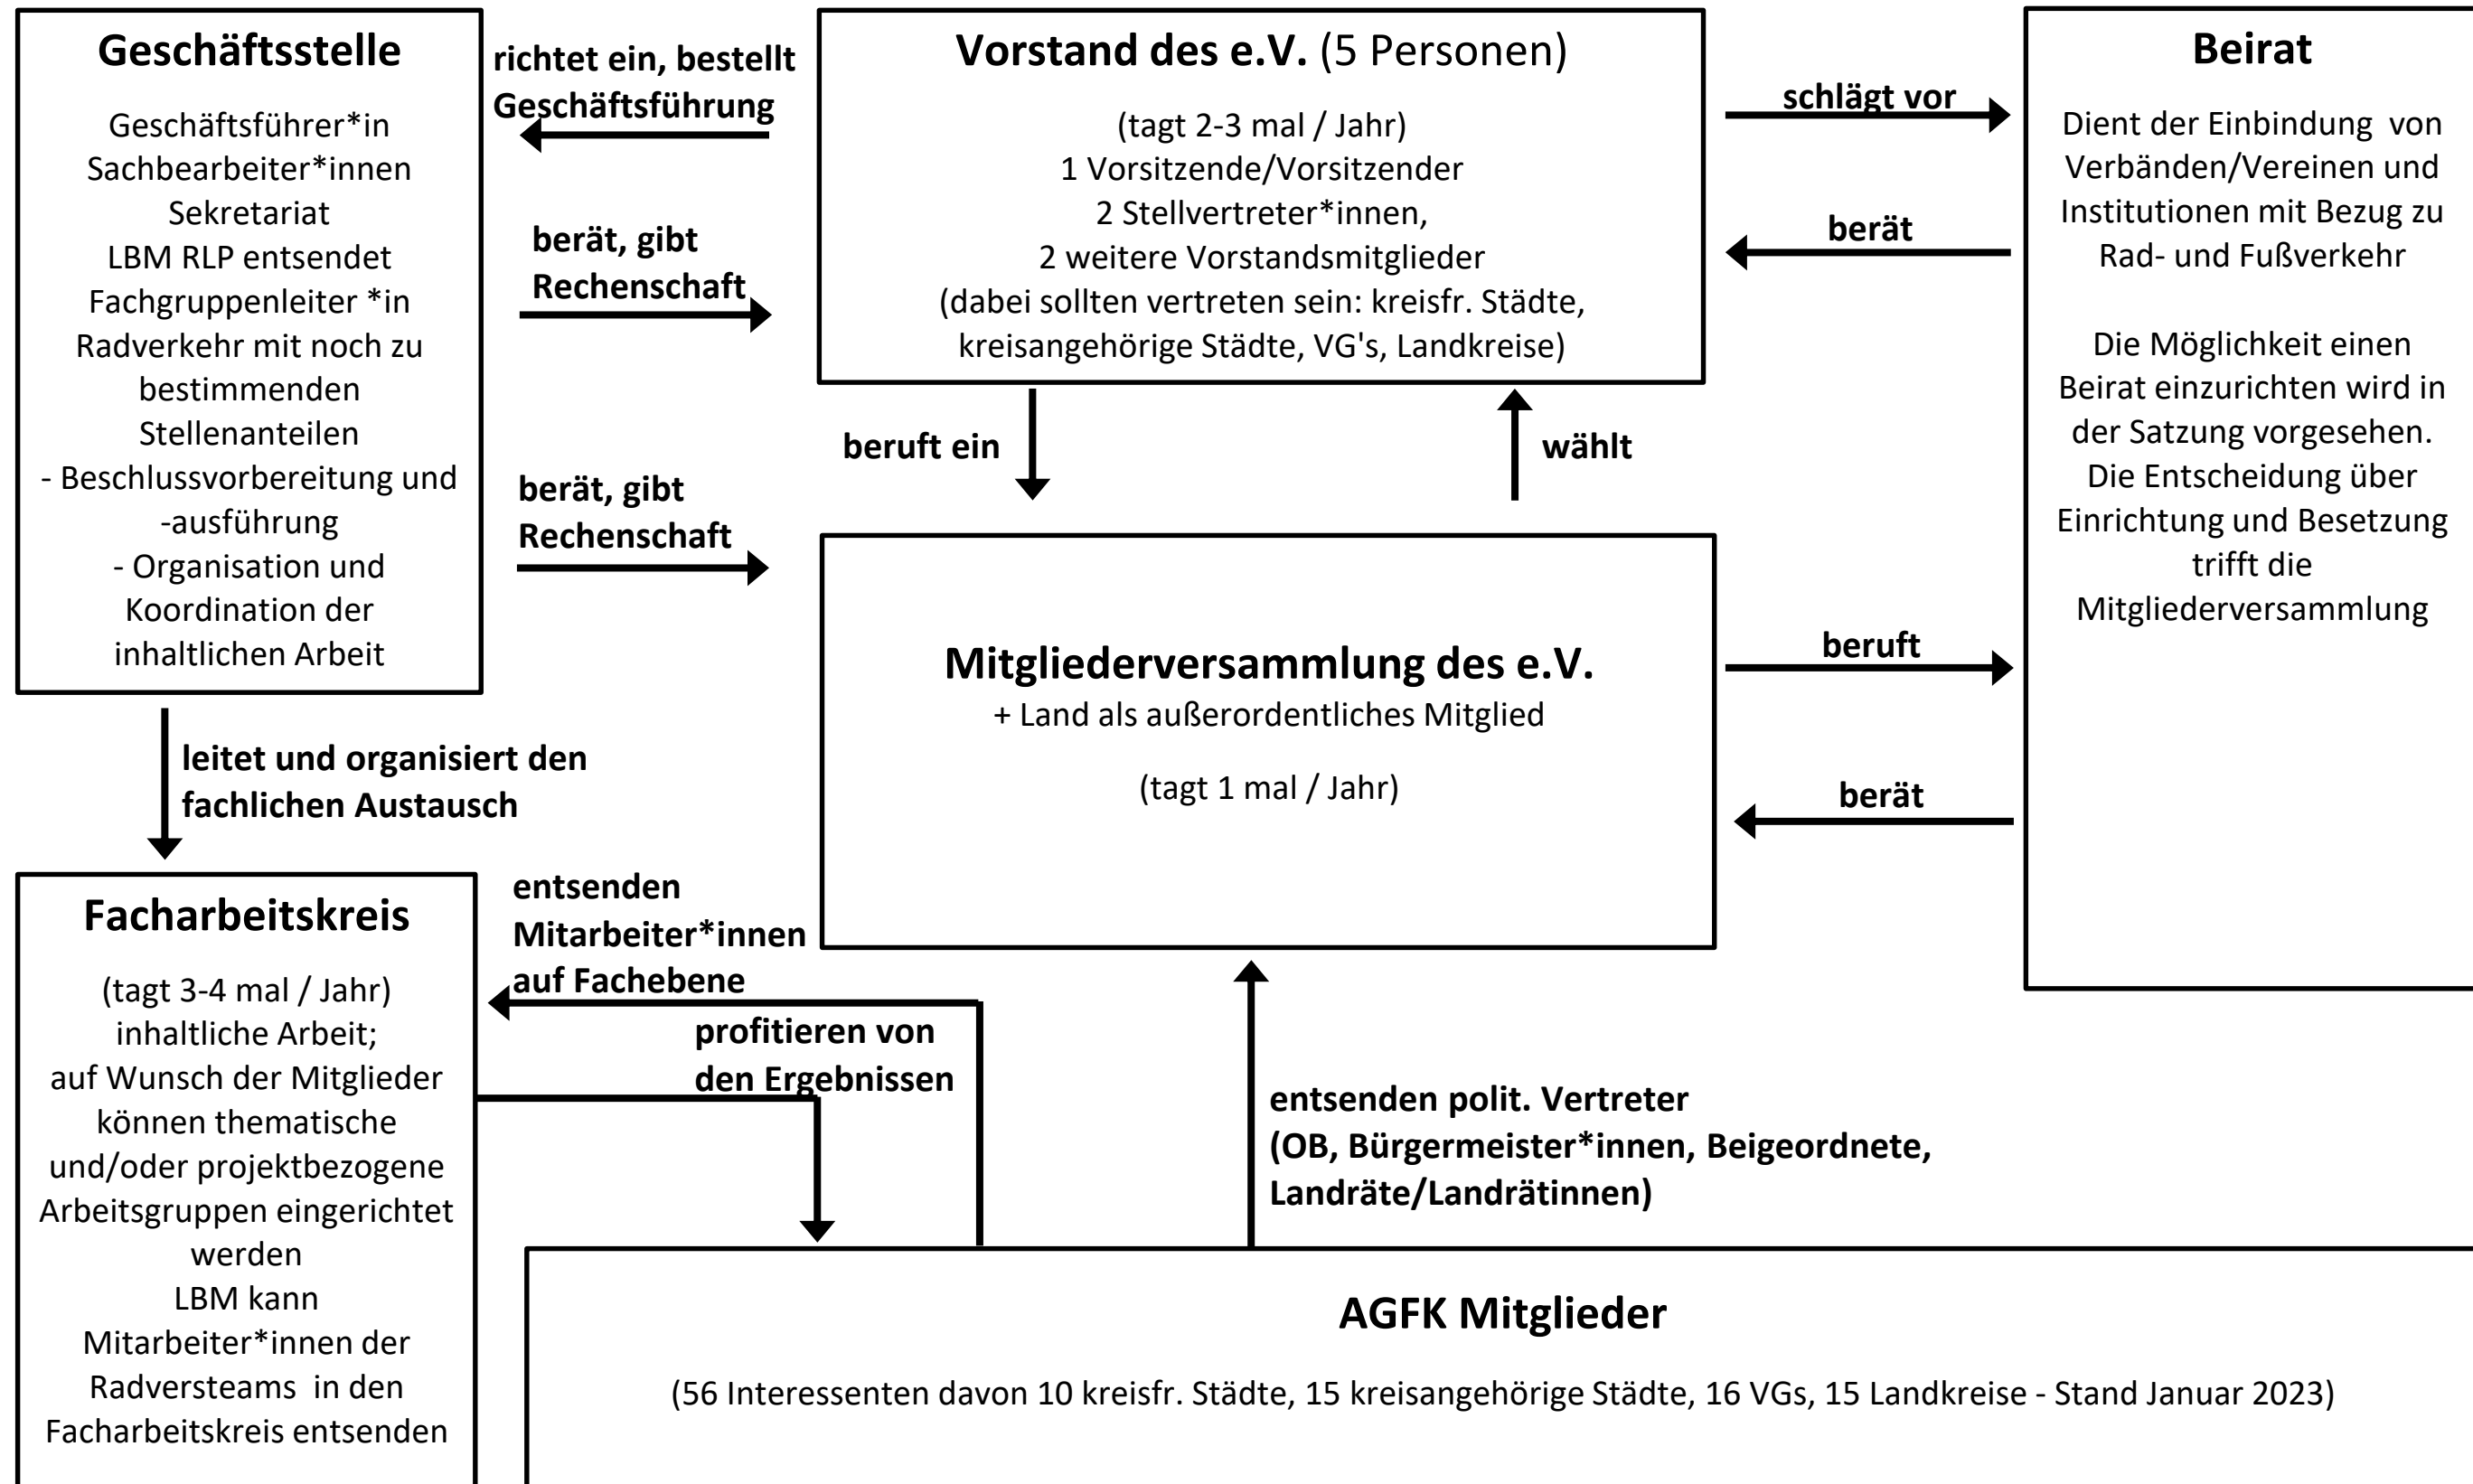 Geschäftsstelle
Geschäftsführer*in
Sachbearbeiter*innen
Sekretariat
LBM RLP entsendet
Fachgruppenleiter *in
Radverkehr mit noch zu
bestimmenden
Stellenanteilen
- Beschlussvorbereitung und
-ausführung
- Organisation und
Koordination der
inhaltlichen Arbeit
richtet ein, bestellt
Geschäftsführung
berät, gibt
Rechenschaft
berät, gibt
Rechenschaft
Vorstand des e.V. (5 Personen)
(tagt 2-3 mal / Jahr)
1 Vorsitzende/Vorsitzender
2 Stellvertreter*innen,
2 weitere Vorstandsmitglieder
(dabei sollten vertreten sein: kreisfr. Städte,
kreisangehörige Städte, VG's, Landkreise)
schlägt vor
berät
Beirat
Dient der Einbindung  von
Verbänden/Vereinen und
Institutionen mit Bezug zu
Rad- und Fußverkehr
Die Möglichkeit einen
Beirat einzurichten wird in
der Satzung vorgesehen.
Die Entscheidung über
Einrichtung und Besetzung
trifft die
Mitgliederversammlung
beruft ein
wählt
Mitgliederversammlung des e.V.
+ Land als außerordentliches Mitglied
(tagt 1 mal / Jahr)
beruft
berät
leitet und organisiert den
fachlichen Austausch
Facharbeitskreis
(tagt 3-4 mal / Jahr)
inhaltliche Arbeit;
auf Wunsch der Mitglieder
können thematische
und/oder projektbezogene
Arbeitsgruppen eingerichtet
werden
LBM kann
Mitarbeiter*innen der
Radversteams  in den
Facharbeitskreis entsenden
entsenden
Mitarbeiter*innen
auf Fachebene
profitieren von
den Ergebnissen
entsenden polit. Vertreter
(OB, Bürgermeister*innen, Beigeordnete,
Landräte/Landrätinnen)
AGFK Mitglieder
(56 Interessenten davon 10 kreisfr. Städte, 15 kreisangehörige Städte, 16 VGs, 15 Landkreise - Stand Januar 2023)